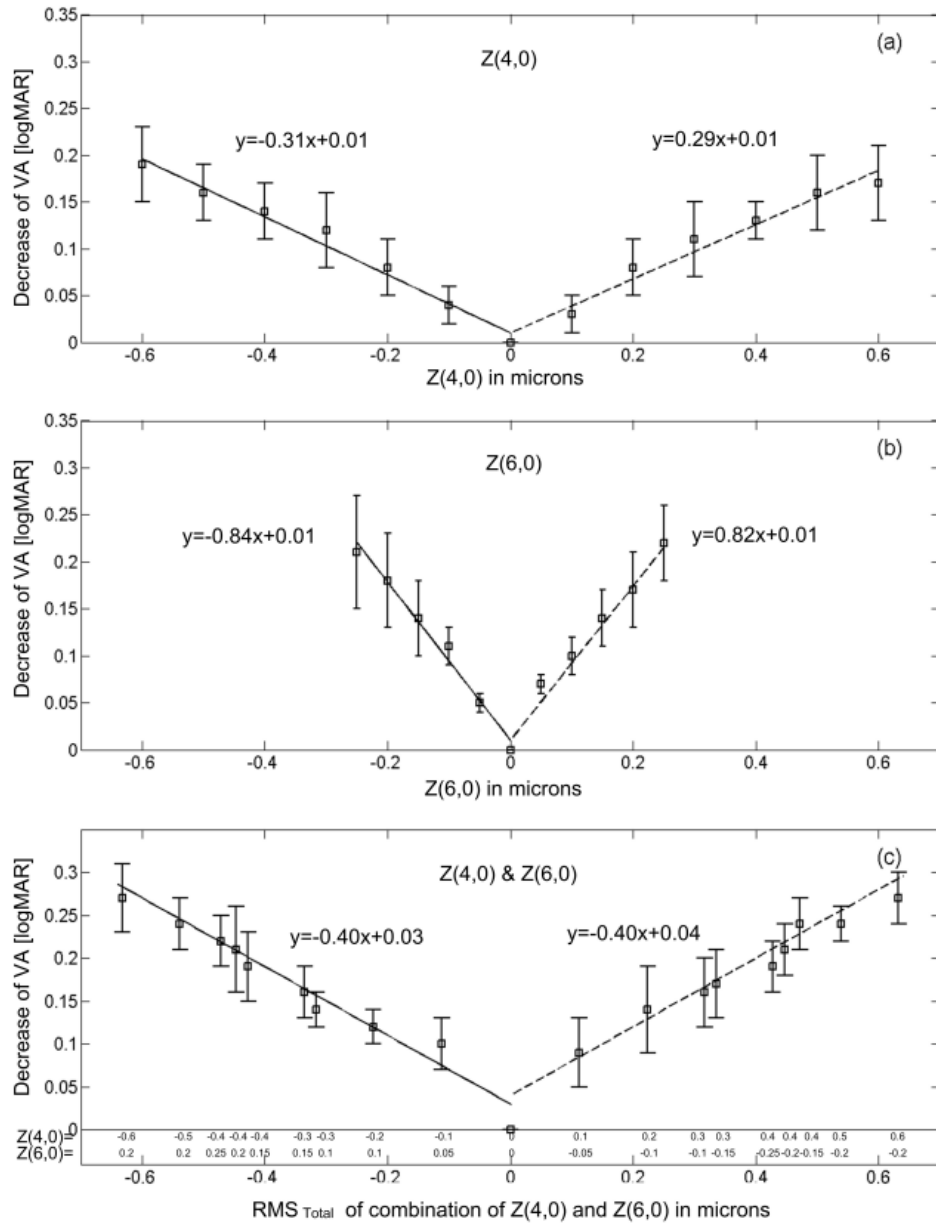 (a)
Z(4,0)
y=-0.31x+0.01
y=0.29x+0.01
Decrease of VA [logMAR]
0.35
0.3
0.25
0.2
0.15
0.1
0.05
0
-0.6 -0.4 -0.2 0 0.2 0.4 0.6
Z(4,0) in microns
(b)
Z(6,0)
y=-0.84x+0.01
y=0.82x+0.01
Decrease of VA [logMAR]
0.35
0.3
0.25
0.2
0.15
0.1
0.05
0
-0.6 -0.4 -0.2 0 0.2 0.4 0.6
Z(6,0) in microns
(c)
Z(4,0) & Z(6,0)
y=-0.40x+0.03
y=-0.40x+0.04
Decrease of VA [logMAR]
0.3
0.25
0.2
0.15
0.1
0.05
0
Z(4,0)= -0.6 -0.5 -0.4 -0.4 -0.4 -0.3 -0.3 -0.2 -0.1 0 0.1 0.2 0.3 0.3 0.4 0.4 0.4 0.5 0.6
Z(6,0)= 0.2 0.2 0.25 0.2 0.15 0.15 0.1 0.1 0.05 0 -0.05 -0.1 -0.1 -0.15 -0.25 -0.2 -0.15 -0.2 -0.2
-0.6 -0.4 -0.2 0 0.2 0.4 0.6
RMS Total of combination of Z(4,0) and Z(6,0) in microns